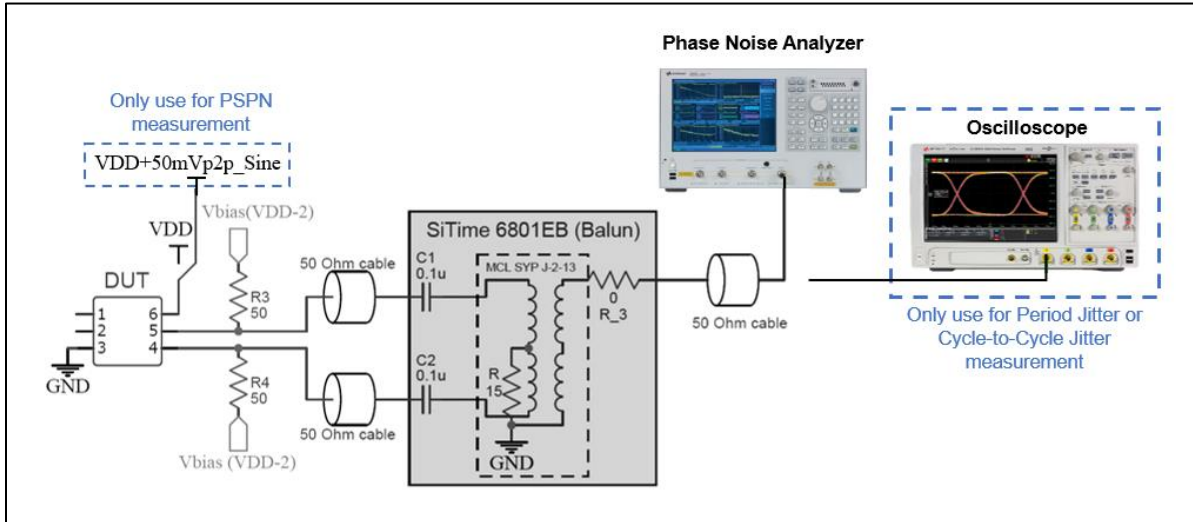 Phase Noise Analyzer
Only use for PSPN
measurement
VDD+50mVp2p_Sine
Oscilloscope
Vbias(VDD-2)
VDD
SiTime 6801EB (Balun)
50 Ohm cable
C1
0.1u
MCL SYP J-2-13
DUT
R3
50
0
R_3
50 Ohm cable
1
2
3
6
5
4
GND
Only use for Period Jitter or
Cycle-to-Cycle Jitter
measurement
C2
0.1u
R
15
R4
50
50 Ohm cable
GND
Vbias (VDD-2)